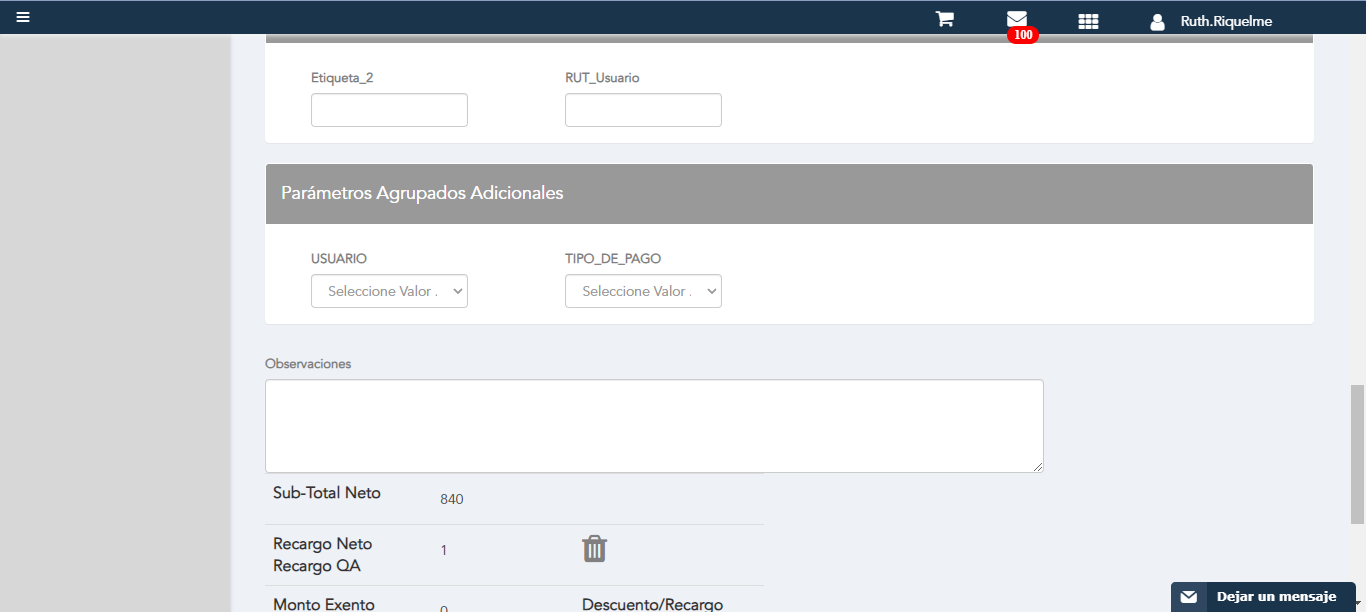 Ruth.Riquelme
100
Etiqueta_2 RUT_Usuario
Parámetros Agrupados Adicionales
USUARIO TIPO_DE_PAGO
Seleccione Valor . Seleccione Valor .
Observaciones
Sub-Total Neto 840
Recargo Neto 1
Recargo QA
Monto Exento 0 Descuento/Recargo
Dejar un mensaje